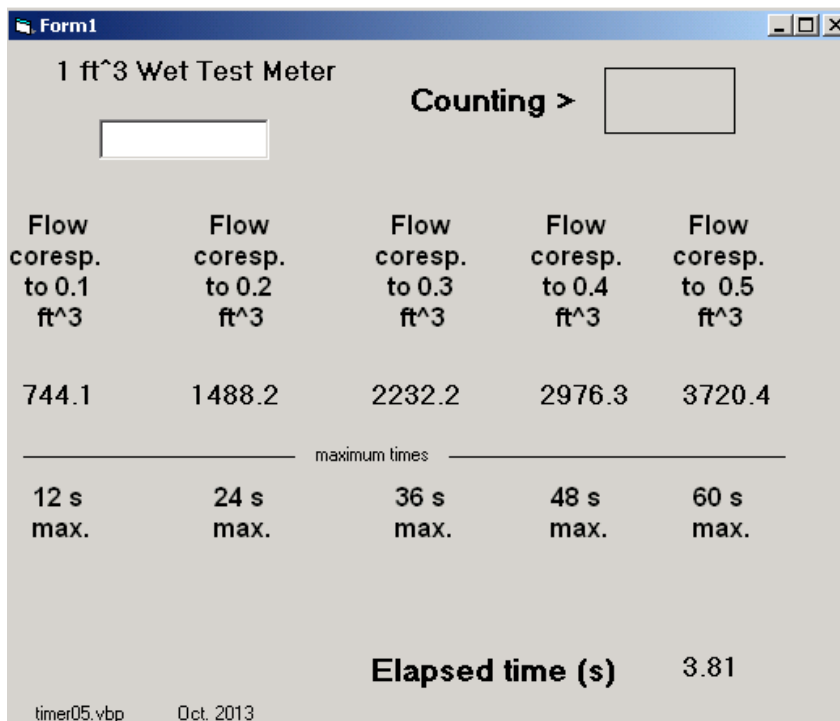 Form1
1 ft^3 Wet Test Meter
Counting >
Flow coresp. to 0.1 ft^3
Flow coresp. to 0.2 ft^3
Flow coresp. to 0.3 ft^3
Flow coresp. to 0.4 ft^3
Flow coresp. to 0.5 ft^3
744.1 1488.2 2232.2 2976.3 3720.4
maximum times
12 s max.
24 s max.
36 s max.
48 s max.
60 s max.
Elapsed time (s) 3.81
timer05.vbp Oct. 2013